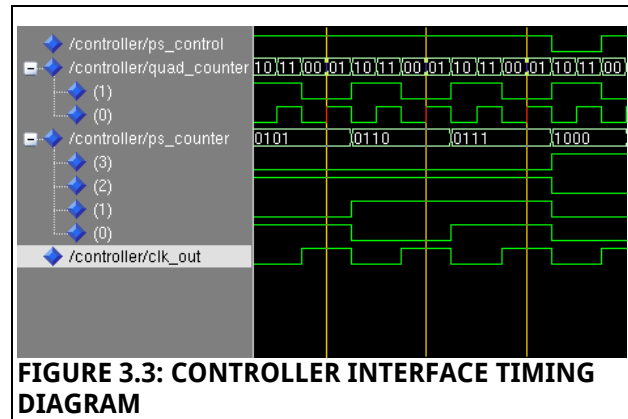 /controller/ps_control
/controller/quad_counter 10 11 00 01 10 11 00 01 10 11 00 01 10 11 00
(1)
(0)
/controller/ps_counter 0101 0110 0111 1000
(3)
(2)
(1)
(0)
/controller/clk_out
FIGURE 3.3: CONTROLLER INTERFACE TIMING
DIAGRAM